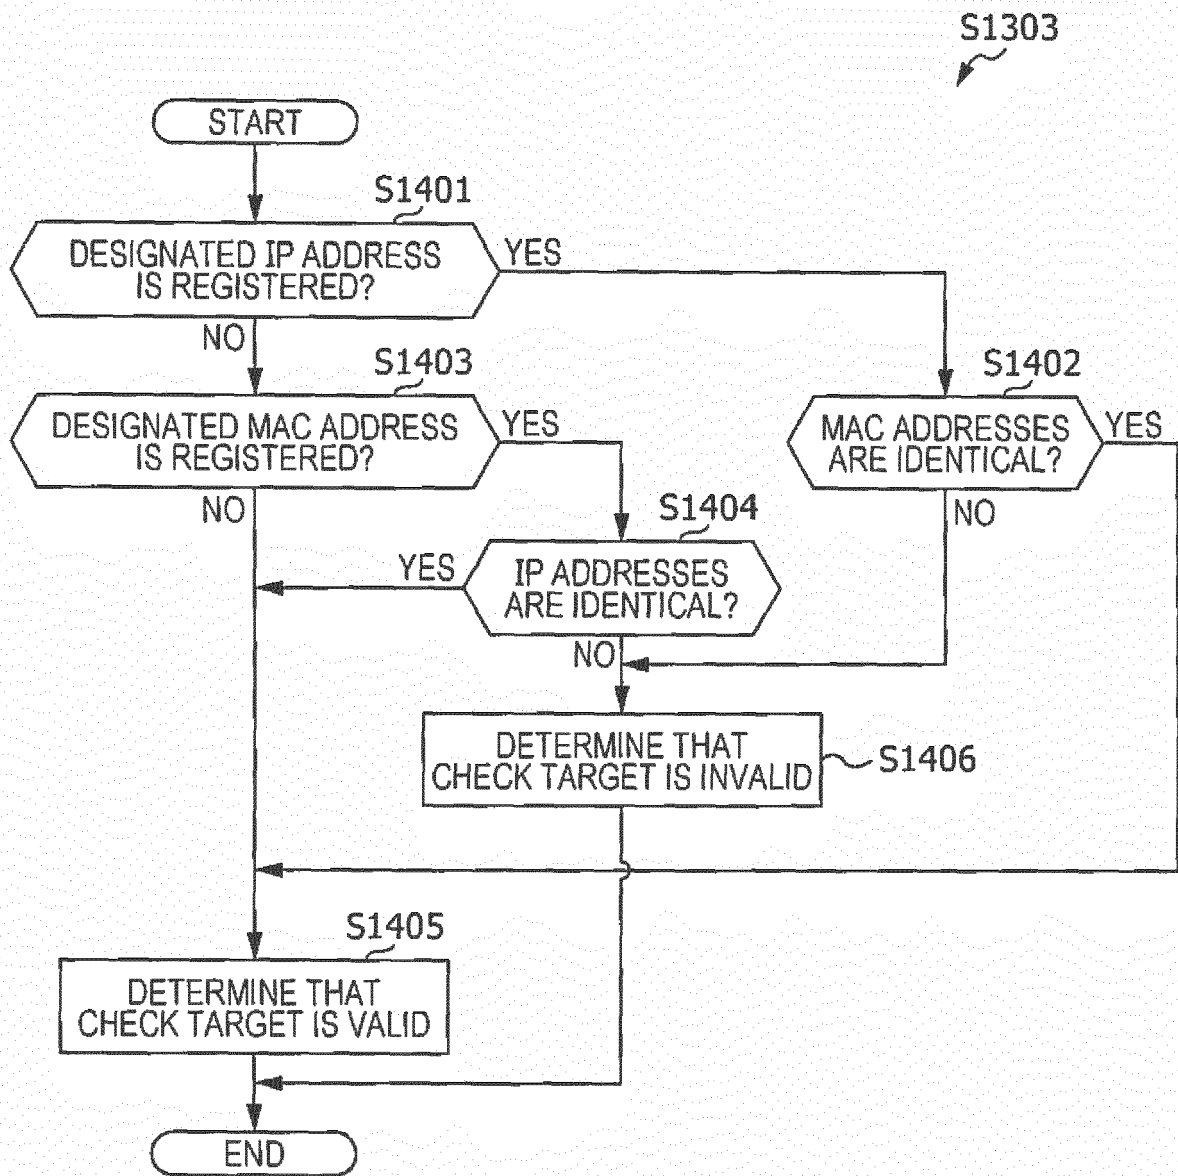 S1303
START
S1401
DESIGNATED IP ADDRESS
IS REGISTERED?
YES
NO
S1403
DESIGNATED MAC ADDRESS
IS REGISTERED?
YES
NO
S1402
MAC ADDRESSES
ARE IDENTICAL?
YES
NO
S1404
IP ADDRESSES
ARE IDENTICAL?
YES
NO
DETERMINE THAT
CHECK TARGET IS INVALID
S1406
S1405
DETERMINE THAT
CHECK TARGET IS VALID
END